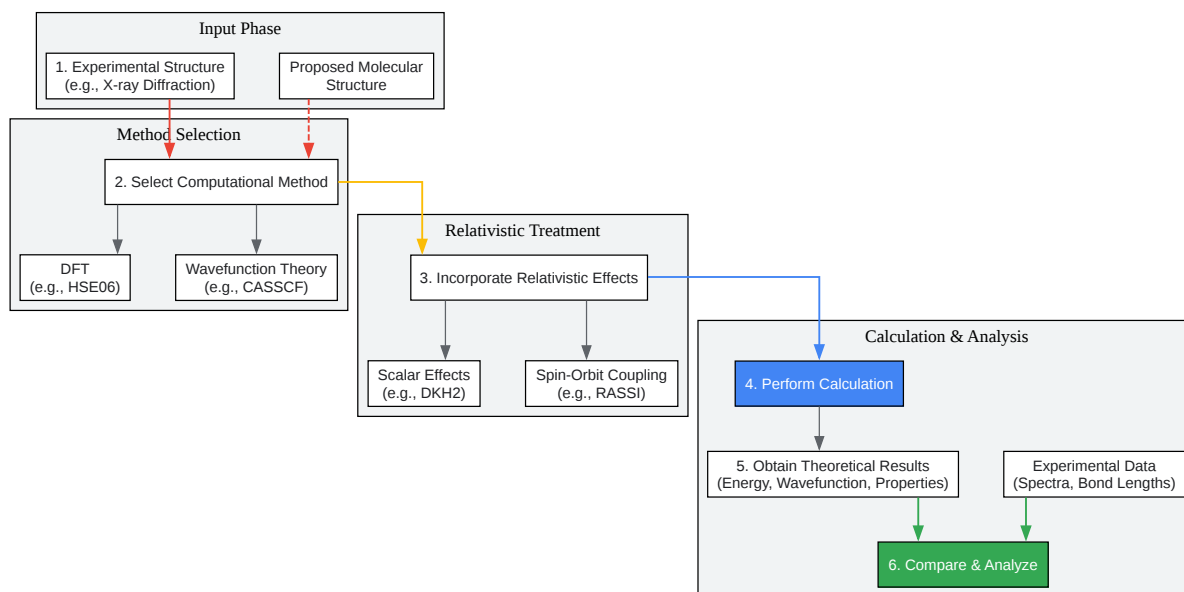 Input Phase
1. Experimental Structure
(e.g., X-ray Diffraction)
Proposed Molecular
Structure
Method Selection
2. Select Computational Method
DFT
(e.g., HSE06)
Wavefunction Theory
(e.g., CASSCF)
Relativistic Treatment
3. Incorporate Relativistic Effects
Scalar Effects
(e.g., DKH2)
Spin-Orbit Coupling
(e.g., RASSI)
Calculation & Analysis
4. Perform Calculation
5. Obtain Theoretical Results
(Energy, Wavefunction, Properties)
Experimental Data
(Spectra, Bond Lengths)
6. Compare & Analyze